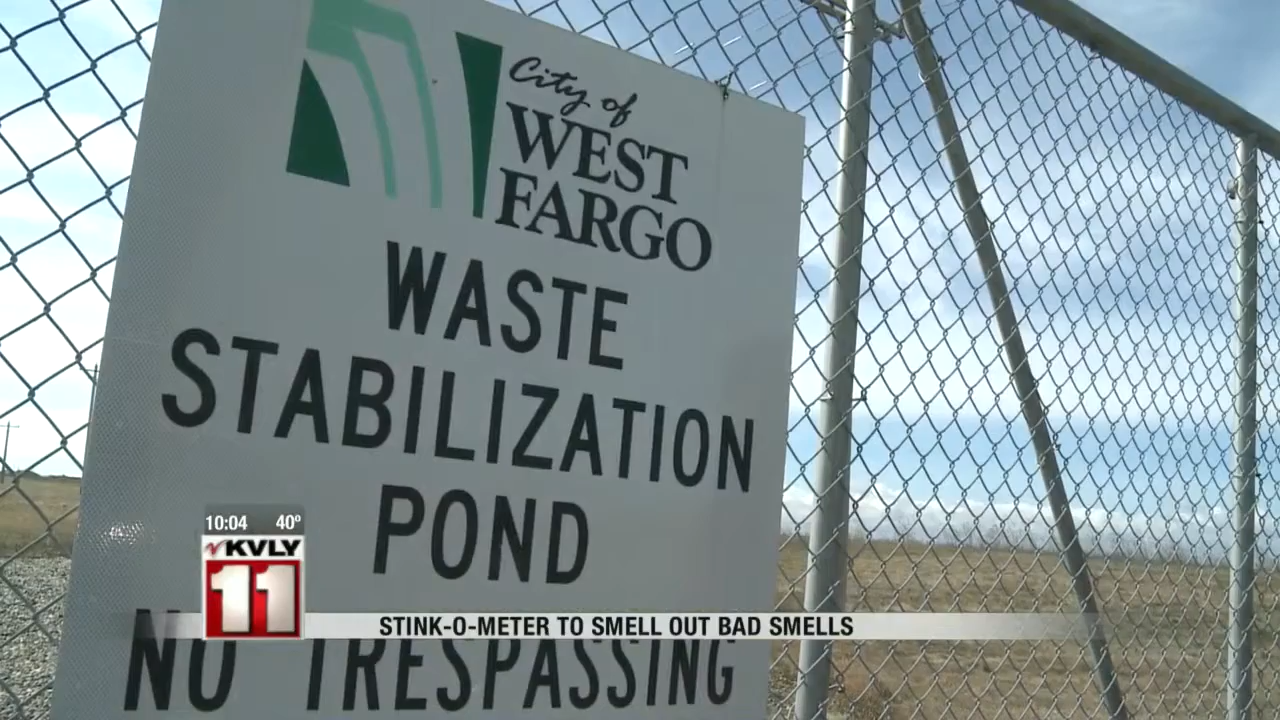 City of
WEST
FARGO
WASTE
STABILIZATION
POND
NO TRESPASSING
10:04 40°
KVLY
11
STINK-O-METER TO SMELL OUT BAD SMELLS